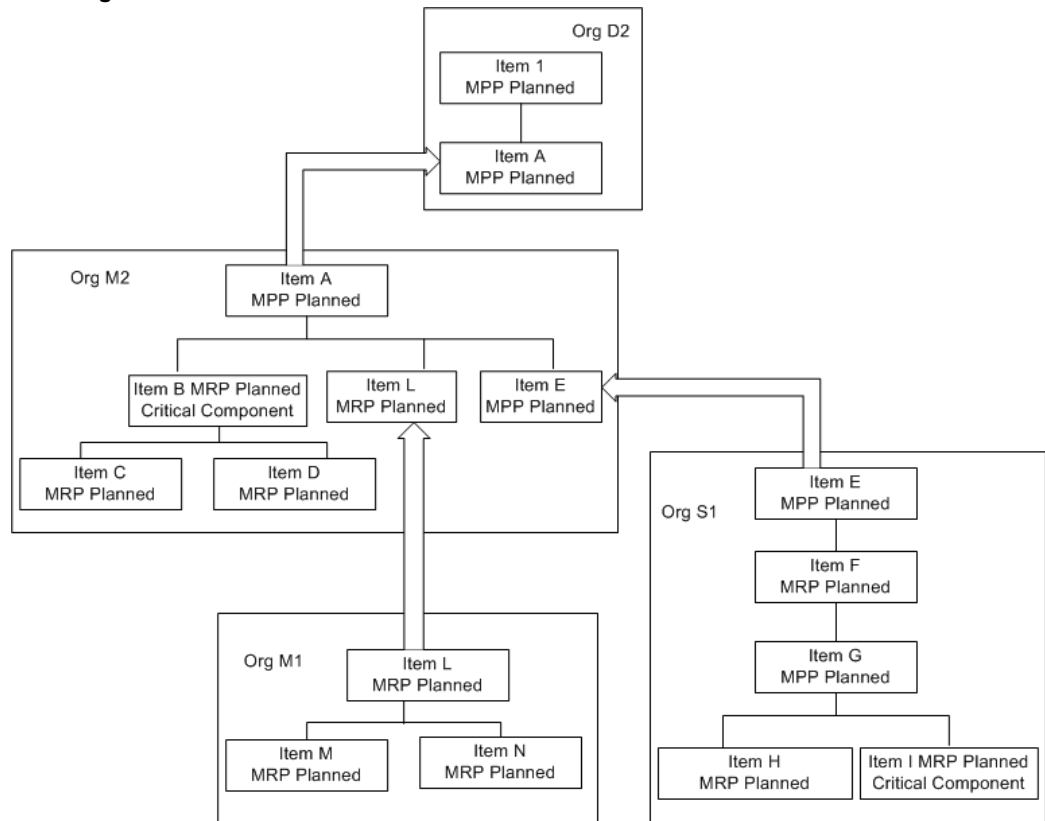 Org D2
Item 1
MPP Planned
Item A
MPP Planned
Org M2
Item A
MPP Planned
Item B MRP Planned
Critical Component
Item L
MRP Planned
Item E
MPP Planned
Item C
MRP Planned
Item D
MRP Planned
Org S1
Item E
MPP Planned
Item F
MRP Planned
Item G
MPP Planned
Item H
MRP Planned
Item I MRP Planned
Critical Component
Org M1
Item L
MRP Planned
Item M
MRP Planned
Item N
MRP Planned